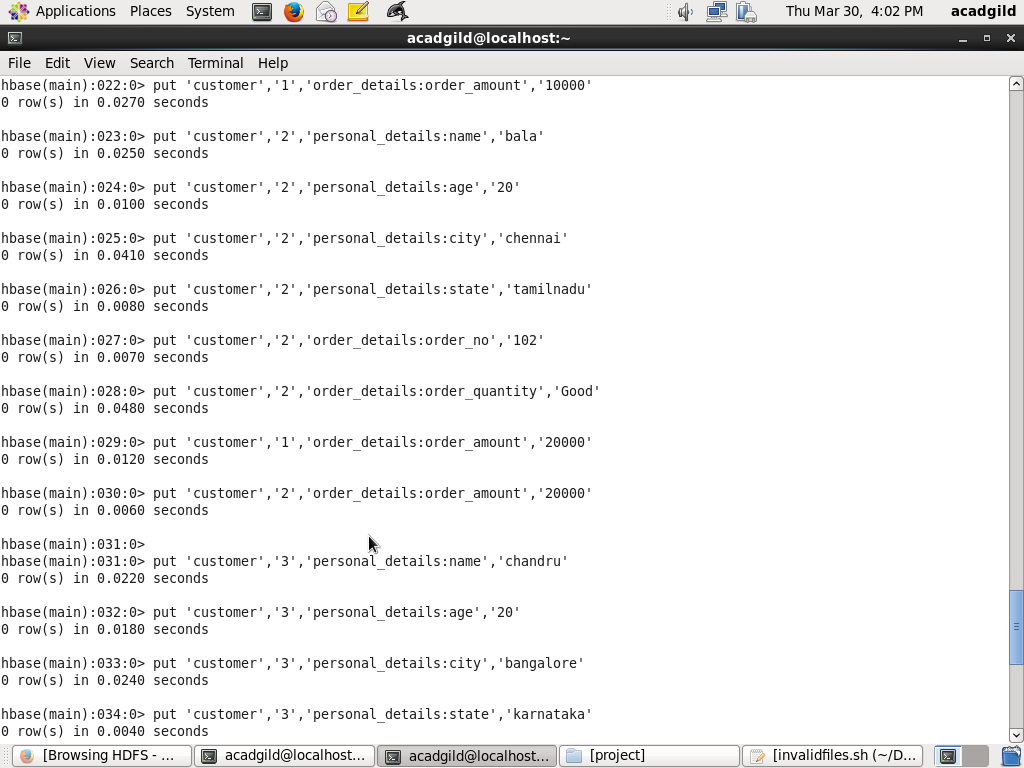 Applications Places System Thu Mar 30, 4:02 PM acadgild
acadgild@localhost:~
File Edit View Search Terminal Help
hbase(main):022:0> put 'customer','1','order_details:order_amount','10000'
0 row(s) in 0.0270 seconds
hbase(main):023:0> put 'customer','2','personal_details:name','bala'
0 row(s) in 0.0250 seconds
hbase(main):024:0> put 'customer','2','personal_details:age','20'
0 row(s) in 0.0100 seconds
hbase(main):025:0> put 'customer','2','personal_details:city','chennai'
0 row(s) in 0.0410 seconds
hbase(main):026:0> put 'customer','2','personal_details:state','tamilnadu'
0 row(s) in 0.0080 seconds
hbase(main):027:0> put 'customer','2','order_details:order_no','102'
0 row(s) in 0.0070 seconds
hbase(main):028:0> put 'customer','2','order_details:order_quantity','Good'
0 row(s) in 0.0480 seconds
hbase(main):029:0> put 'customer','1','order_details:order_amount','20000'
0 row(s) in 0.0120 seconds
hbase(main):030:0> put 'customer','2','order_details:order_amount','20000'
0 row(s) in 0.0060 seconds
hbase(main):031:0>
hbase(main):031:0> put 'customer','3','personal_details:name','chandru'
0 row(s) in 0.0220 seconds
hbase(main):032:0> put 'customer','3','personal_details:age','20'
0 row(s) in 0.0180 seconds
hbase(main):033:0> put 'customer','3','personal_details:city','bangalore'
0 row(s) in 0.0240 seconds
hbase(main):034:0> put 'customer','3','personal_details:state','karnataka'
0 row(s) in 0.0040 seconds
[Browsing HDFS - ... acadgild@localhost... acadgild@localhost... [project] [invalidfiles.sh (~/D...